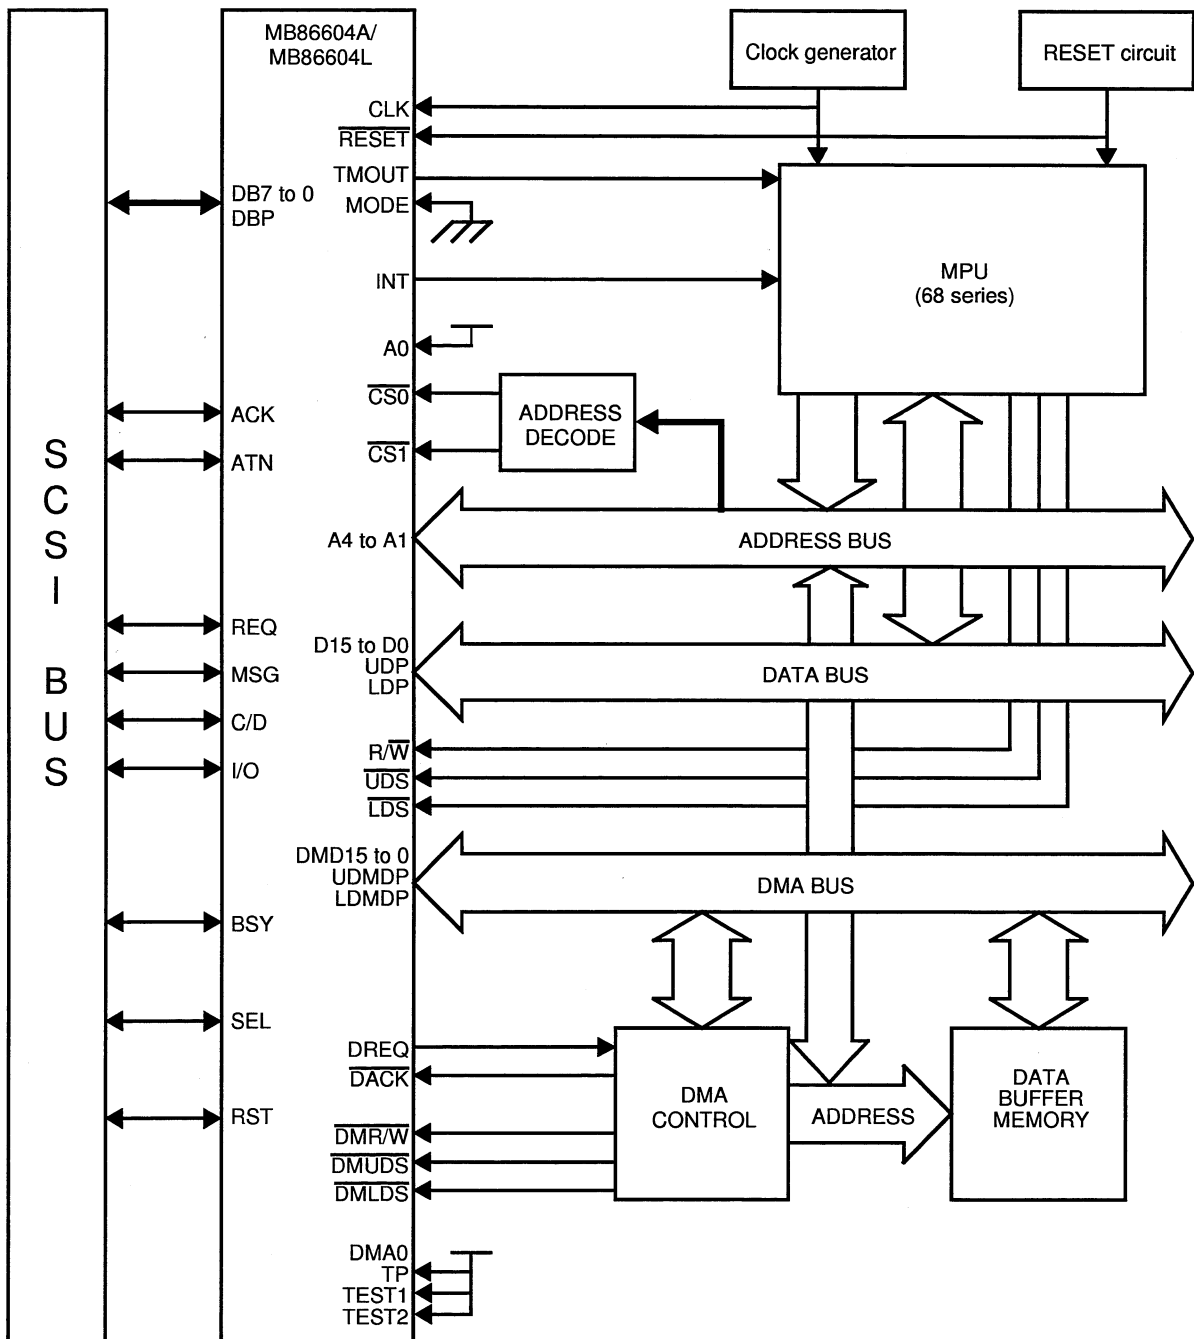 MB86604A/
MB86604L
Clock generator
RESET circuit
CLK
RESET
TMOUT
MODE
DB7 to 0
DBP
MPU
(68 series)
INT
A0
CS0
CS1
ADDRESS
DECODE
ACK
ATN
SCSI BUS
A4 to A1
ADDRESS BUS
REQ
MSG
C/D
I/O
D15 to D0
UDP
LDP
DATA BUS
R/W
UDS
LDS
DMD15 to 0
UDMDP
LDMDP
DMA BUS
BSY
SEL
RST
DREQ
DACK
DMR/W
DMUDS
DMLDS
DMA
CONTROL
ADDRESS
DATA
BUFFER
MEMORY
DMA0
TP
TEST1
TEST2